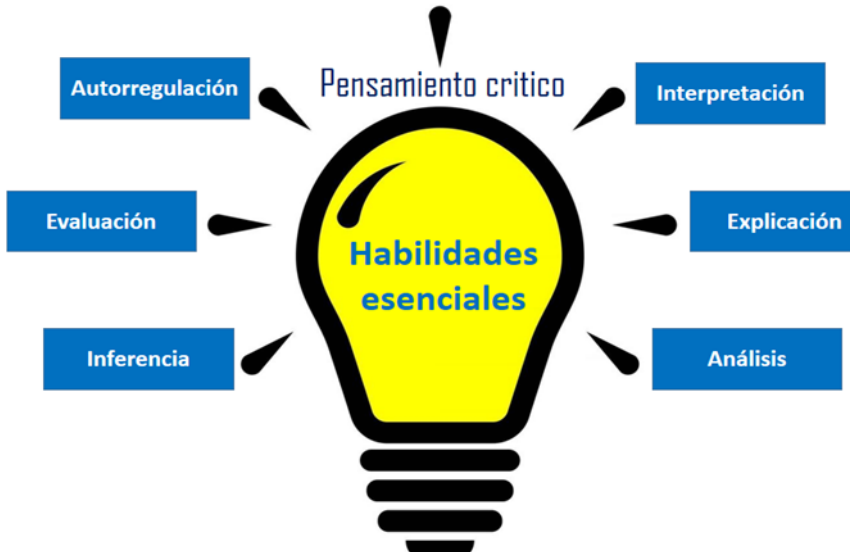 Pensamiento critico
Autorregulación
Interpretación
Evaluación
Explicación
Habilidades
esenciales
Inferencia
Análisis